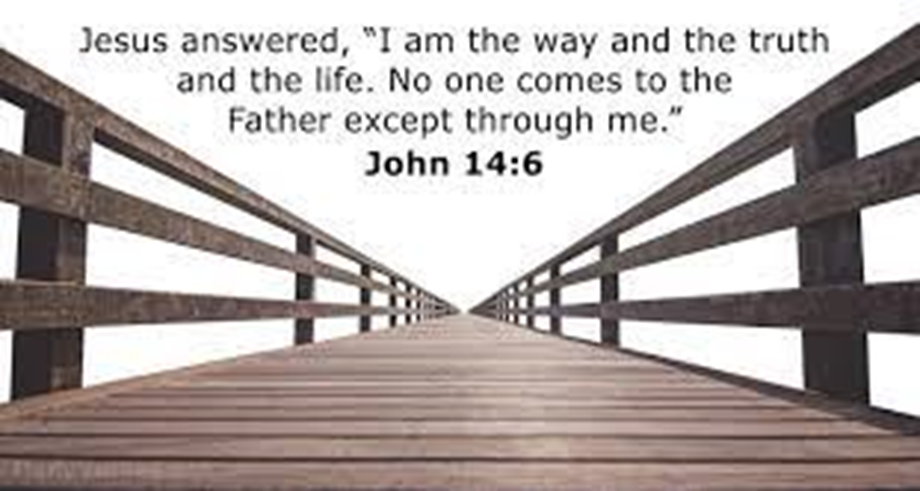 Jesus answered, “I am the way and the truth
and the life. No one comes to the
Father except through me.”
John 14:6